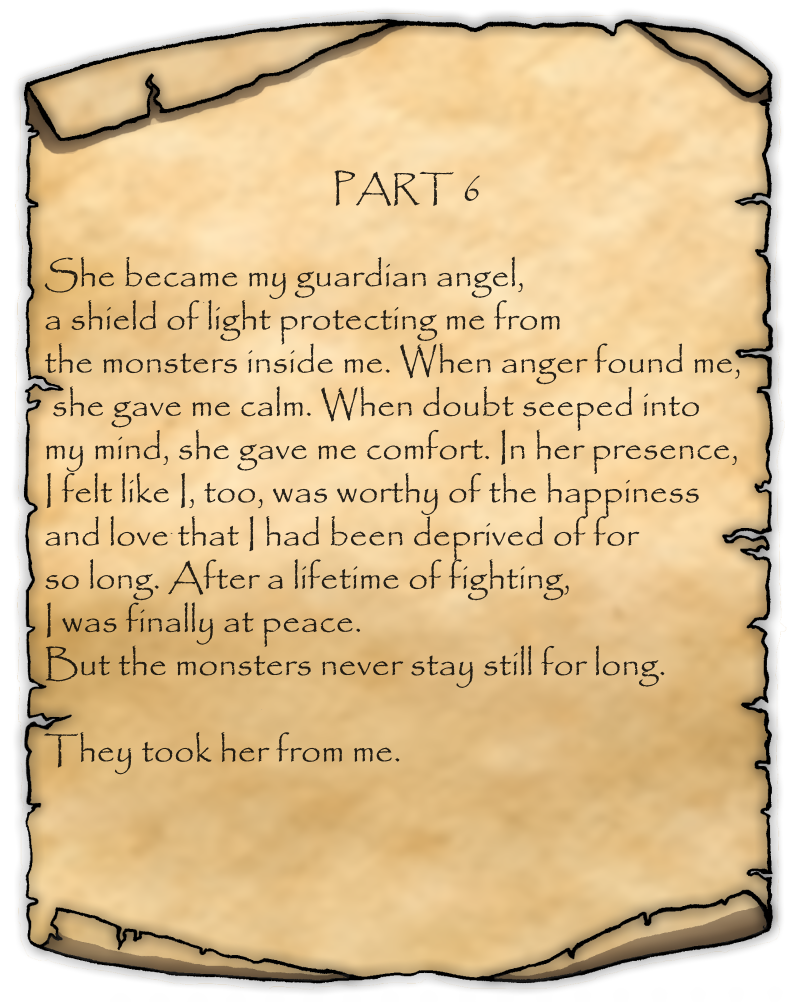 PART 6
She became my guardian angel,
a shield of light protecting me from
the monsters inside me. When anger found me,
she gave me calm. When doubt seeped into
my mind, she gave me comfort. In her presence,
I felt like I, too, was worthy of the happiness
and love that I had been deprived of for
so long. After a lifetime of fighting,
I was finally at peace.
But the monsters never stay still for long.
They took her from me.